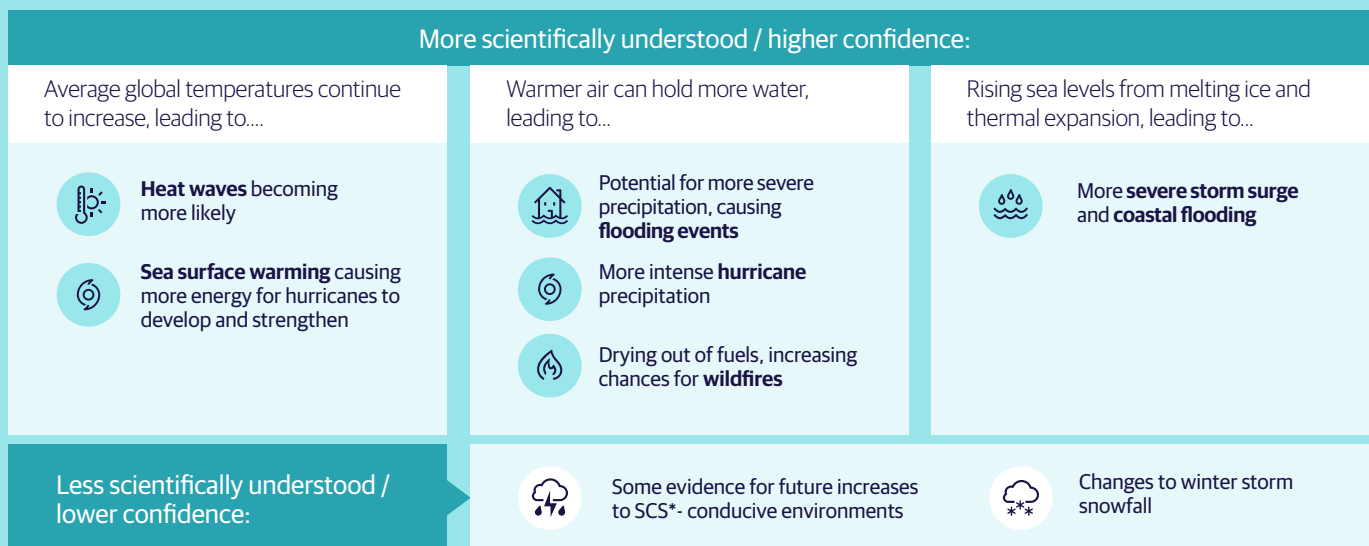 More scientifically understood / higher confidence:
Average global temperatures continue
to increase, leading to....
Heat waves becoming
more likely
Sea surface warming causing
more energy for hurricanes to
develop and strengthen
Warmer air can hold more water,
leading to...
Potential for more severe
precipitation, causing
flooding events
More intense hurricane
precipitation
Drying out of fuels, increasing
chances for wildfires
Rising sea levels from melting ice and
thermal expansion, leading to...
More severe storm surge
and coastal flooding
Less scientifically understood /
lower confidence:
Some evidence for future increases
to SCS*- conducive environments
Changes to winter storm
snowfall